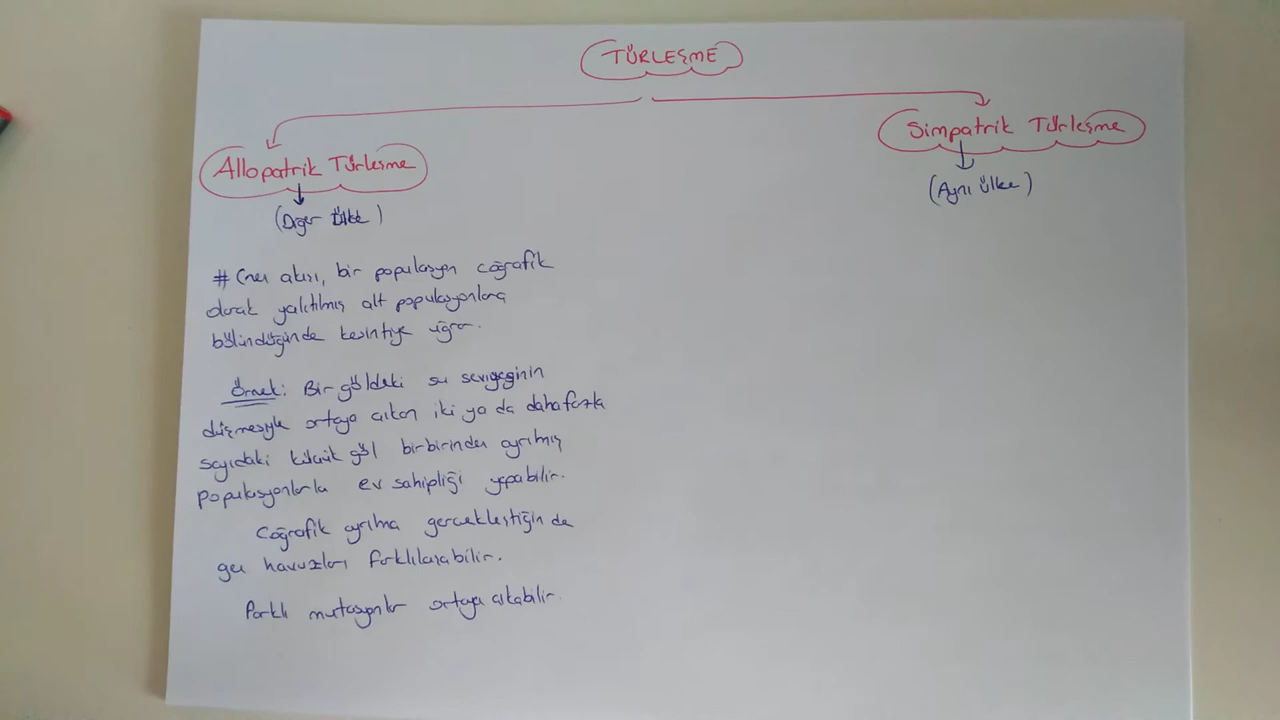 TÜRLEŞME
Allopatrik Türleşme
(Diğer ülke)
# Gen akışı, bir populasyon coğrafik
olarak yalıtılmış alt populasyonlara
bölündüğünde kesintiye uğrar.
Örnek: Bir göldeki su seviyesinin
düşmesiyle ortaya çıkan iki ya da daha fazla
sayıdaki küçük göl birbirinden ayrılmış
populasyonlarla ev sahipliği yapabilir.
Coğrafik ayrılma gerçekleştiğinde
gen havuzları farklılaşabilir.
Farklı mutasyonlar ortaya çıkabilir.
Simpatrik Türleşme
(Aynı ülke)